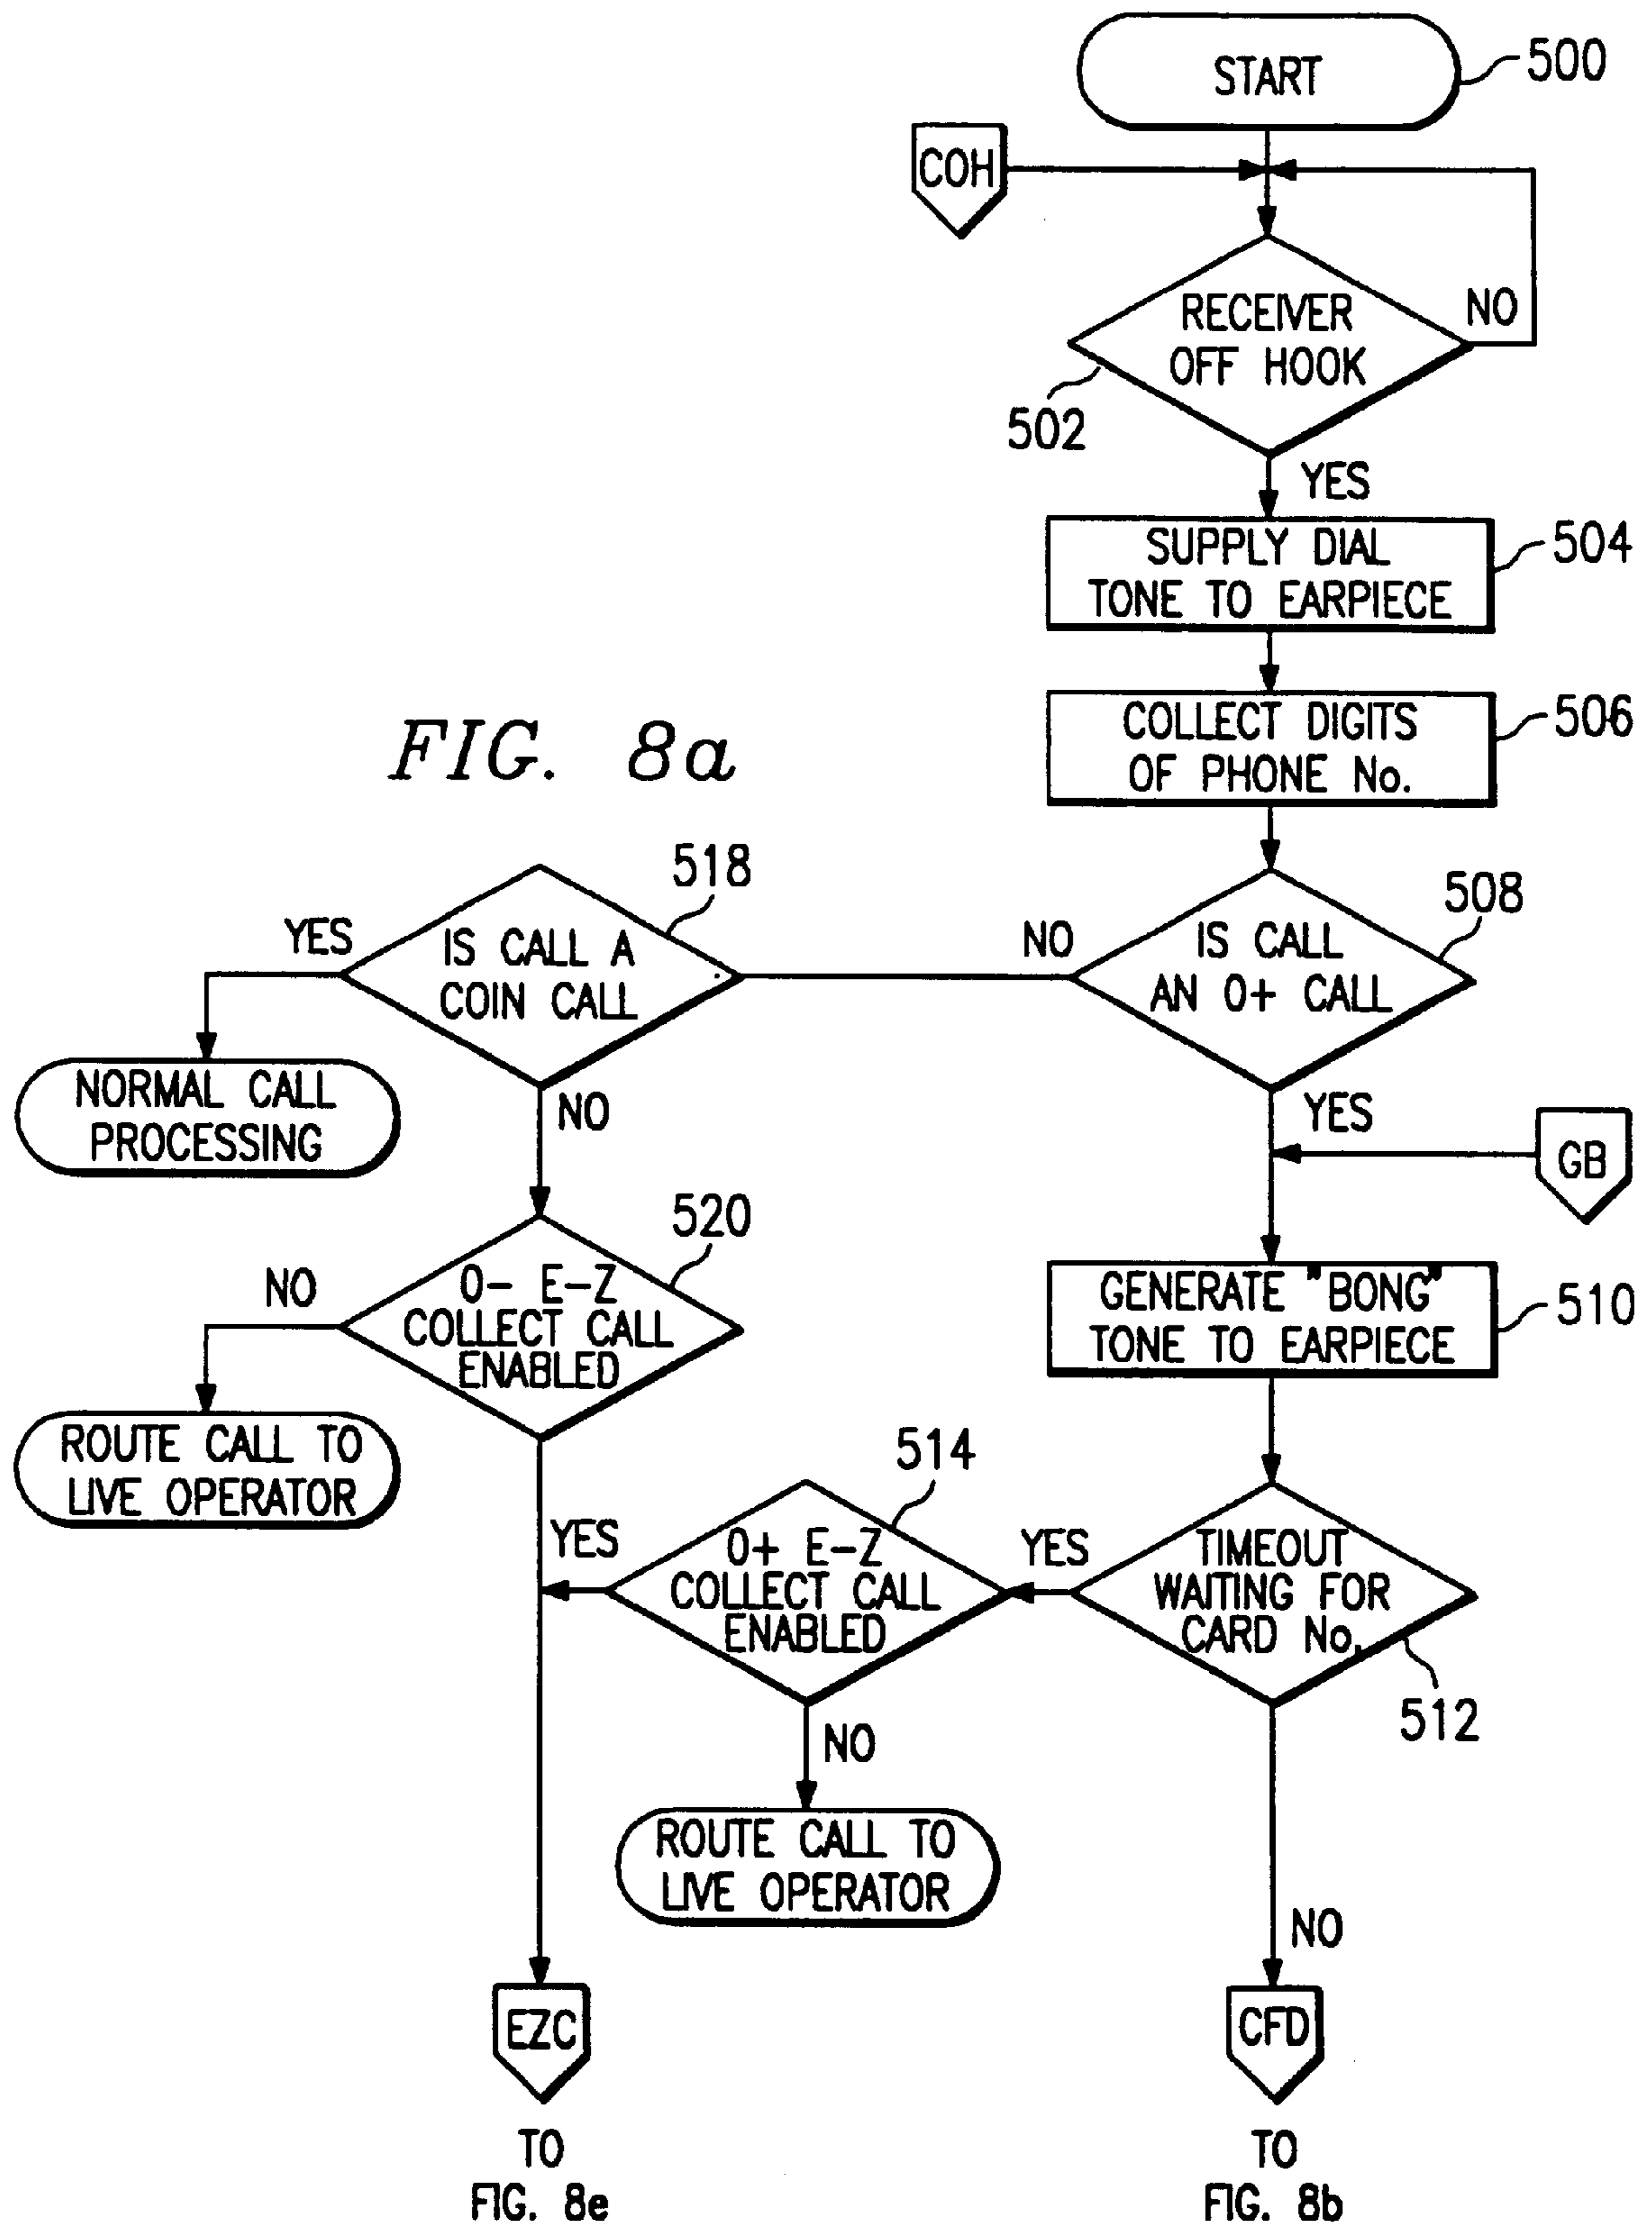 START
500
COH
RECEIVER
OFF HOOK
NO
502
YES
SUPPLY DIAL
TONE TO EARPIECE
504
COLLECT DIGITS
OF PHONE No.
506
FIG. 8a
518
YES
IS CALL A
COIN CALL
NO
IS CALL
AN 0+ CALL
508
NORMAL CALL
PROCESSING
NO
YES
GB
520
NO
0- E-Z
COLLECT CALL
ENABLED
GENERATE "BONG"
TONE TO EARPIECE
510
ROUTE CALL TO
LIVE OPERATOR
514
YES
0+ E-Z
COLLECT CALL
ENABLED
YES
TIMEOUT
WAITING FOR
CARD No.
512
NO
ROUTE CALL TO
LIVE OPERATOR
NO
EZC
CFD
TO
FIG. 8e
TO
FIG. 8b